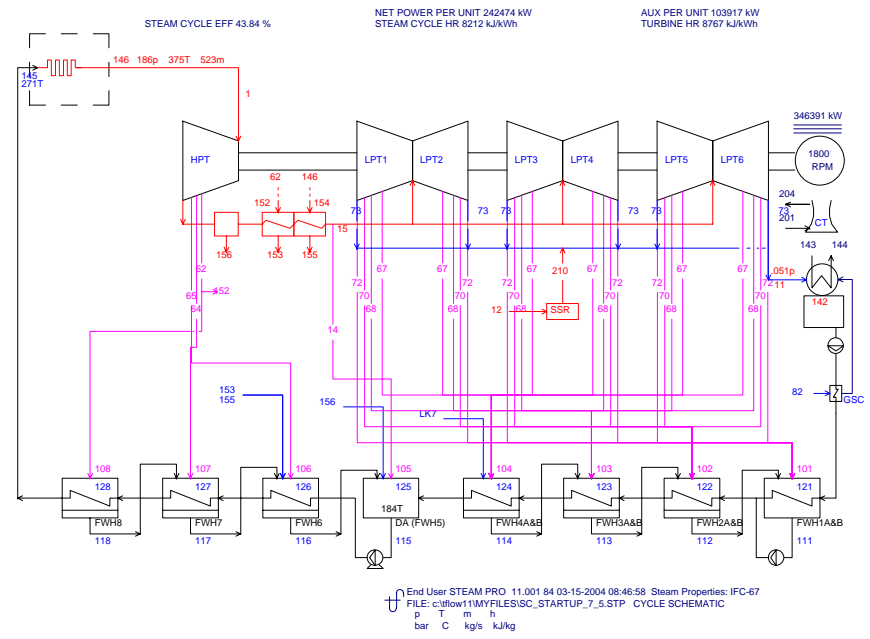 NET POWER PER UNIT 242474 kW
AUX PER UNIT 103917 kW
STEAM CYCLE EFF 43.84 %
STEAM CYCLE HR 8212 kJ/kWh
TURBINE HR 8767 kJ/kWh
146 186p 375T 523m
145
271T
1
346391 kW
1800
RPM
HPT
LPT1
LPT2
LPT3
LPT4
LPT5
LPT6
62
146
152
154
15
156
153
155
73
73
73
73
73
73
204
201
CT
143
144
.051p
11
142
62
152
65
64
67
67
67
67
67
67
72
72
72
72
72
72
70
70
70
70
70
70
68
68
68
68
68
68
210
12
SSR
14
82
GSC
153
155
156
LK7
108
107
106
105
104
103
102
101
128
127
126
125
124
123
122
121
184T
FWH8
FWH7
FWH6
DA (FWH5)
FWH4A&B
FWH3A&B
FWH2A&B
FWH1A&B
118
117
116
115
114
113
112
111
End User STEAM PRO 11.001 84 03-15-2004 08:46:58 Steam Properties: IFC-67
FILE: c:\tflow11\MYFILES\SC_STARTUP_7_5.STP CYCLE SCHEMATIC
p T m h
bar C kg/s kJ/kg